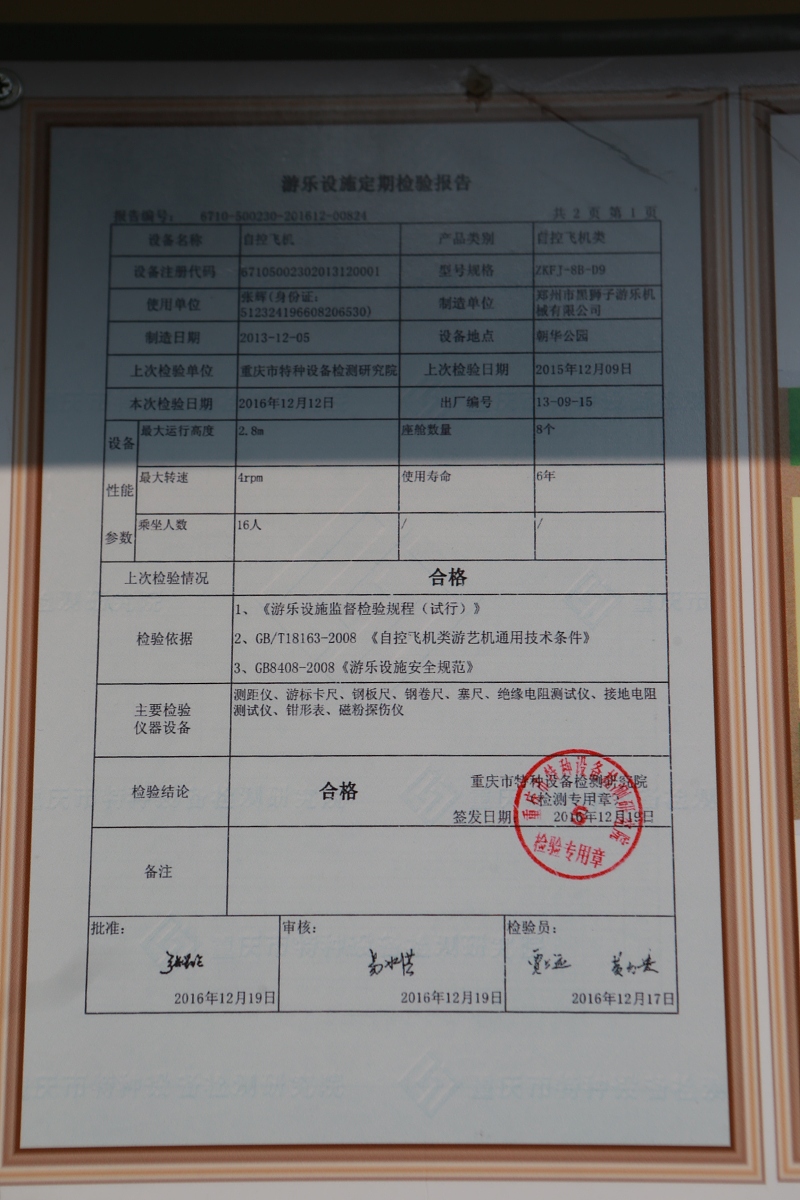 游乐设施定期检验报告
报告编号： 6710-500230-201612-00824 共 2 页 第 1 页
设备名称 自控飞机 产品类别 自控飞机类
设备注册代码 67105002302013120001 型号规格 ZKFJ-8B-D9
使用单位 张辉(身份证: 512324196608206530) 制造单位 郑州市黑狮子游乐机械有限公司
制造日期 2013-12-05 设备地点 朝华公园
上次检验单位 重庆市特种设备检测研究院 上次检验日期 2015年12月09日
本次检验日期 2016年12月12日 出厂编号 13-09-15
设备性能参数
最大运行高度 2.8m 座舱数量 8个
最大转速 4rpm 使用寿命 6年
乘坐人数 16人 / /
上次检验情况 合格
检验依据
1、《游乐设施监督检验规程（试行）》
2、GB/T18163-2008 《自控飞机类游艺机通用技术条件》
3、GB8408-2008《游乐设施安全规范》
主要检验
仪器设备
测距仪、游标卡尺、钢板尺、钢卷尺、塞尺、绝缘电阻测试仪、接地电阻
测试仪、钳形表、磁粉探伤仪
检验结论 合格
重庆市特种设备检测研究院
检测专用章
签发日期 2016年12月19日
重庆市特种设备检测研究院
检验专用章
备注
批准: 审核: 检验员:
2016年12月19日 2016年12月19日 2016年12月17日